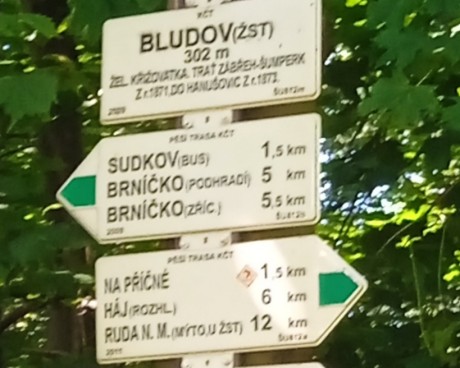 KČT
BLUDOV(ŽST)
302 m
ŽEL. KŘIŽOVATKA. TRAŤ ZÁBŘEH-ŠUMPERK
Z r.1871,DO HANUŠOVIC Z r.1873.
PĚŠÍ TRASA KČT
SUDKOV(BUS) 1,5 km
BRNÍČKO(PODHRADÍ) 5 km
BRNÍČKO(ZŘÍC.) 5,5 km
PĚŠÍ TRASA KČT
NA PŘÍČNÉ 1,5 km
HÁJ(ROZHL.) 6 km
RUDA N. M.(MÝTO,U ŽST) 12 km
2011